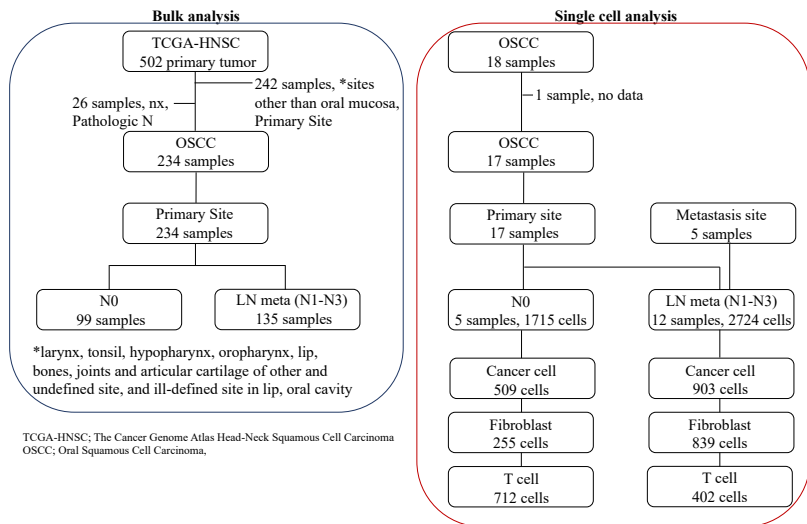 Bulk analysis
TCGA-HNSC
502 primary tumor
26 samples, nx,
Pathologic N
242 samples, *sites
other than oral mucosa,
Primary Site
OSCC
234 samples
Primary Site
234 samples
N0
99 samples
LN meta (N1-N3)
135 samples
*larynx, tonsil, hypopharynx, oropharynx, lip,
bones, joints and articular cartilage of other and
undefined site, and ill-defined site in lip, oral cavity
TCGA-HNSC; The Cancer Genome Atlas Head-Neck Squamous Cell Carcinoma
OSCC; Oral Squamous Cell Carcinoma,
Single cell analysis
OSCC
18 samples
1 sample, no data
OSCC
17 samples
Primary site
17 samples
Metastasis site
5 samples
N0
5 samples, 1715 cells
LN meta (N1-N3)
12 samples, 2724 cells
Cancer cell
509 cells
Cancer cell
903 cells
Fibroblast
255 cells
Fibroblast
839 cells
T cell
712 cells
T cell
402 cells